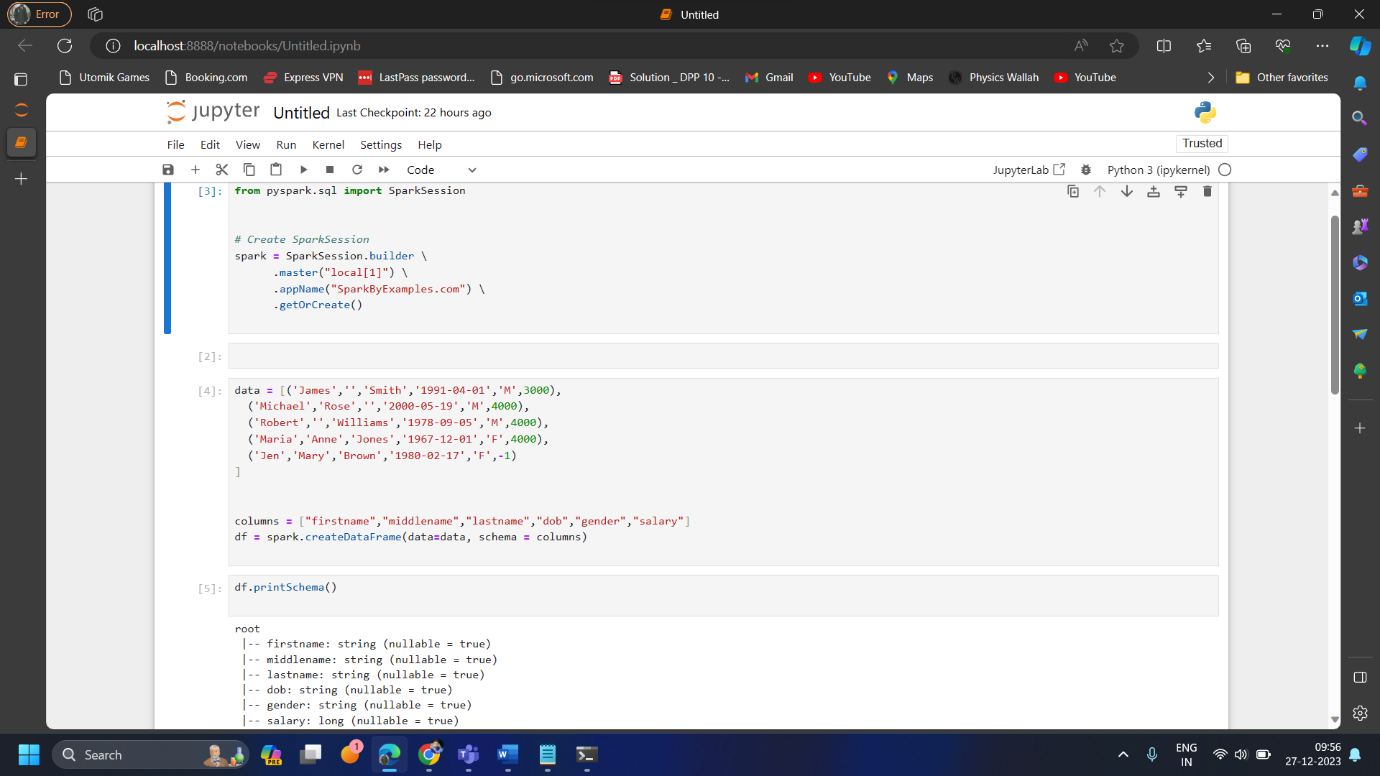 Error
Untitled
localhost:8888/notebooks/Untitled.ipynb
Utomik Games
Booking.com
Express VPN
LastPass password...
go.microsoft.com
Solution _ DPP 10 -...
Gmail
YouTube
Maps
Physics Wallah
YouTube
Other favorites
jupyter Untitled Last Checkpoint: 22 hours ago
File Edit View Run Kernel Settings Help
Trusted
Code
JupyterLab
Python 3 (ipykernel)
[3]: from pyspark.sql import SparkSession
# Create SparkSession
spark = SparkSession.builder \
.master("local[1]") \
.appName("SparkByExamples.com") \
.getOrCreate()
[2]:
[4]: data = [('James','','Smith','1991-04-01','M',3000),
('Michael','Rose','','2000-05-19','M',4000),
('Robert','','Williams','1978-09-05','M',4000),
('Maria','Anne','Jones','1967-12-01','F',4000),
('Jen','Mary','Brown','1980-02-17','F',-1)
]
columns = ["firstname","middlename","lastname","dob","gender","salary"]
df = spark.createDataFrame(data=data, schema = columns)
[5]: df.printSchema()
root
|-- firstname: string (nullable = true)
|-- middlename: string (nullable = true)
|-- lastname: string (nullable = true)
|-- dob: string (nullable = true)
|-- gender: string (nullable = true)
|-- salary: long (nullable = true)
Search
PRE
1
ENG
IN
09:56
27-12-2023